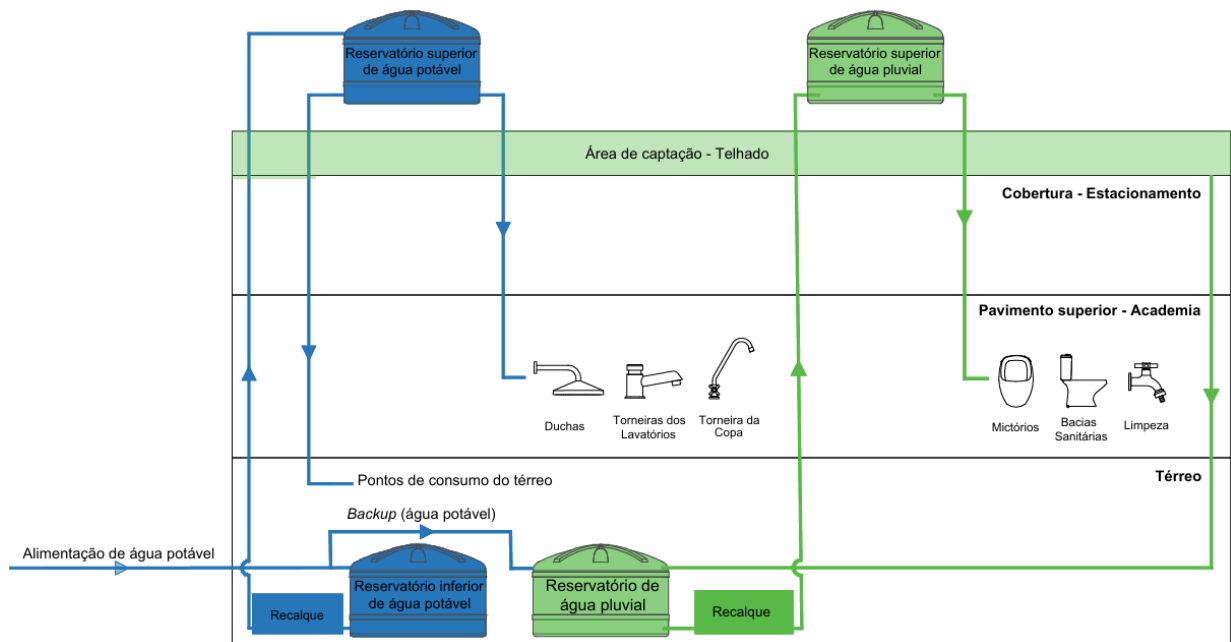 Reservatório superior
de água potável
Reservatório superior
de água pluvial
Área de captação - Telhado
Cobertura - Estacionamento
Pavimento superior - Academia
Duchas
Torneiras dos
Lavatórios
Torneira da
Copa
Mictórios
Bacias
Sanitárias
Limpeza
Térreo
Pontos de consumo do térreo
Backup (água potável)
Alimentação de água potável
Reservatório inferior
de água potável
Reservatório de
água pluvial
Recalque
Recalque